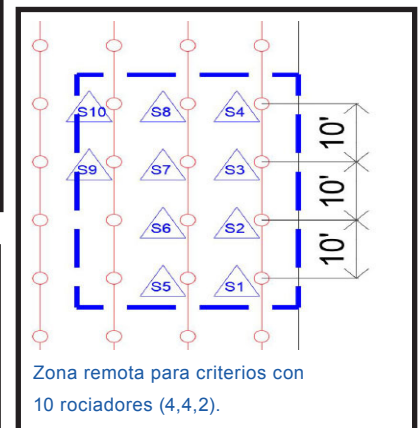 S10 S8 S4
10'
S9 S7 S3
10'
S6 S2
10'
S5 S1
Zona remota para criterios con
10 rociadores (4,4,2).